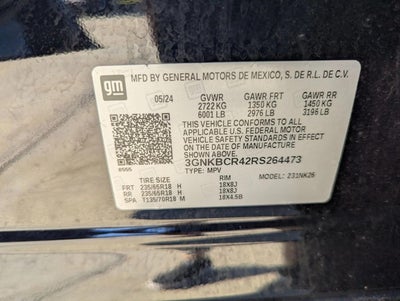 gm
MFD BY GENERAL MOTORS DE MEXICO, S. DE R.L. DE C.V.
05/24 GVWR GAWR FRT GAWR RR
2722 KG 1350 KG 1450 KG
6001 LB 2976 LB 3196 LB
THIS VEHICLE CONFORMS TO ALL
APPLICABLE U.S. FEDERAL MOTOR
VEHICLE SAFETY STANDARDS IN EFFECT
ON THE DATE OF MANUFACTURE SHOWN ABOVE.
3GNKBCR42RS264473
TYPE: MPV MODEL: 231NK26
RIM
FRT 235/65R18 H 18X8J
RR 235/65R18 H 18X8J
SPA T135/70R18 M 18X4.5B